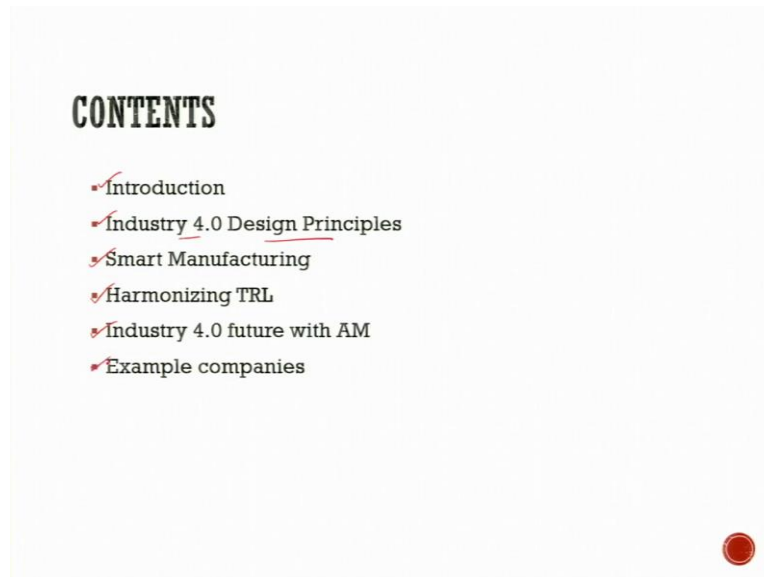 CONTENTS
Introduction
Industry 4.0 Design Principles
Smart Manufacturing
Harmonizing TRL
Industry 4.0 future with AM
Example companies